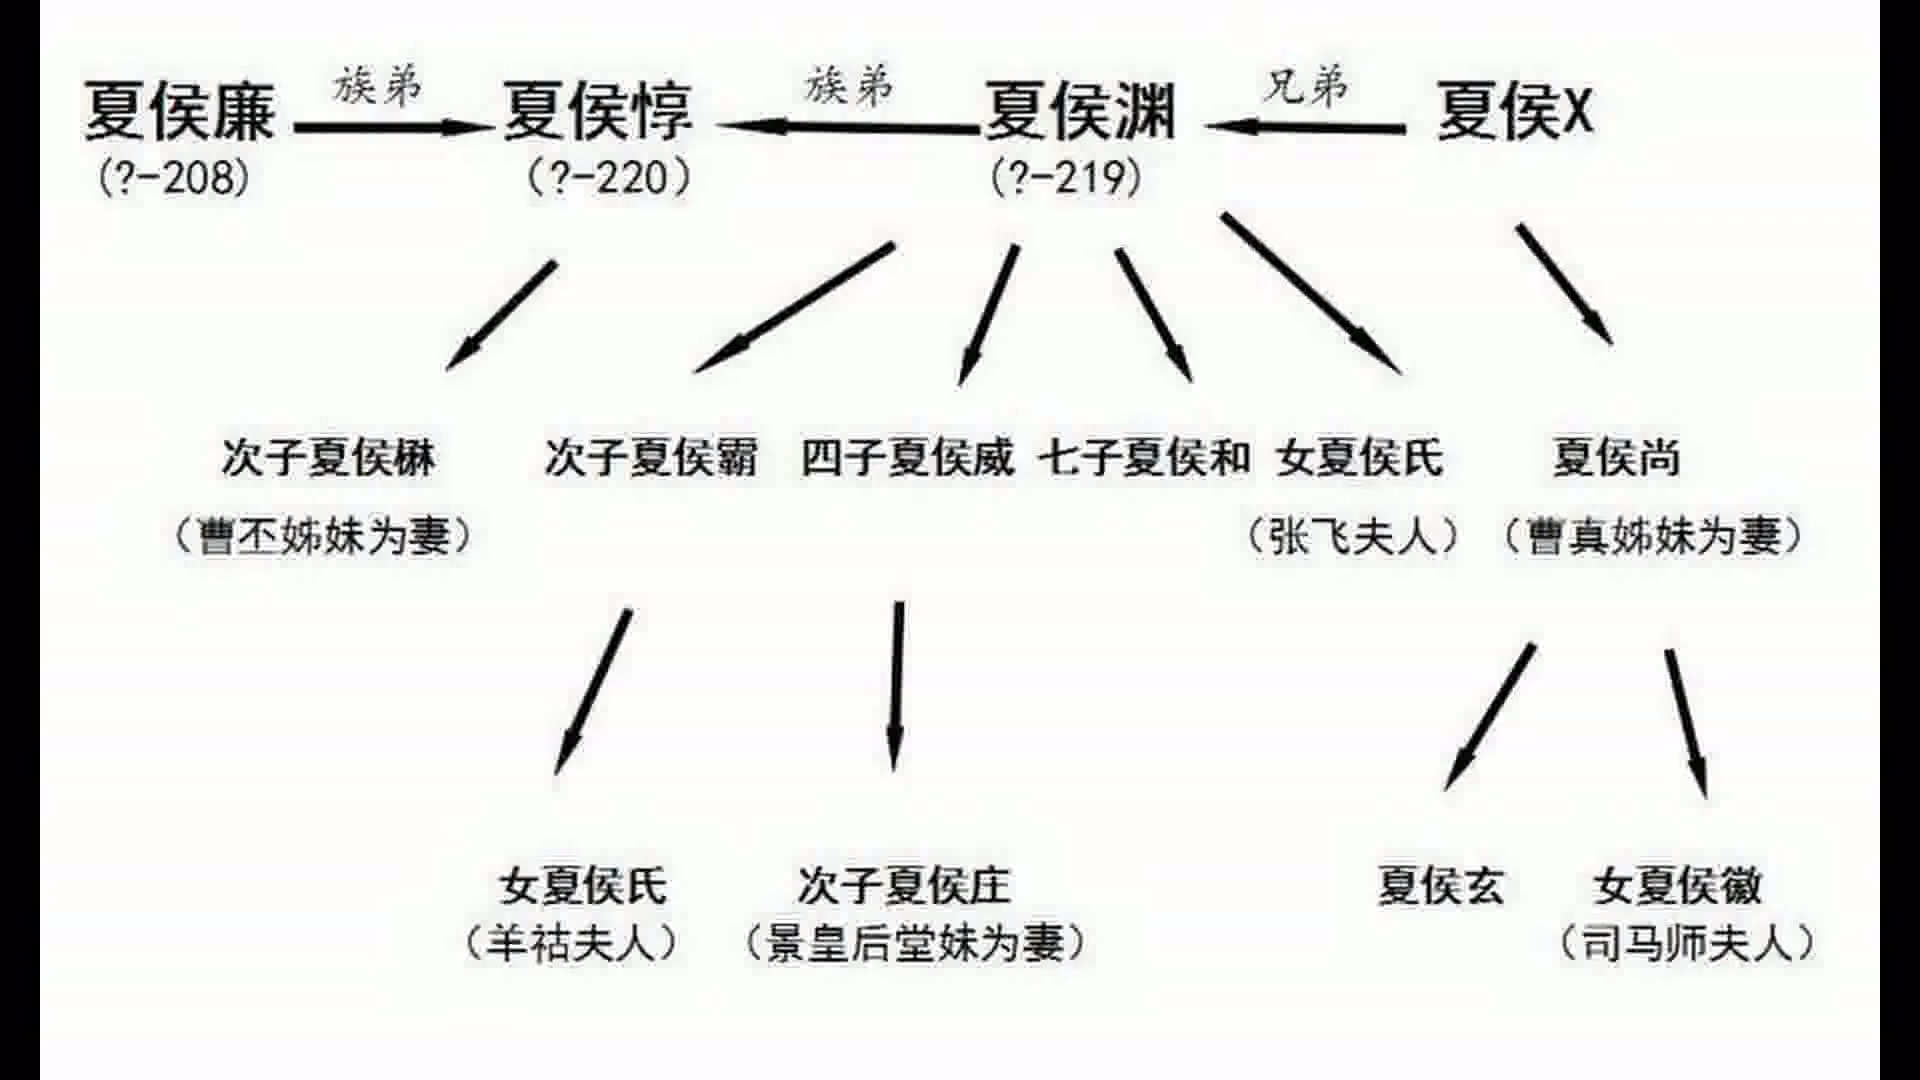 族弟 族弟 兄弟
夏侯廉 夏侯惇 夏侯渊 夏侯X
(?-208) (?-220) (?-219)
次子夏侯楙 次子夏侯霸 四子夏侯威 七子夏侯和 女夏侯氏 夏侯尚
(曹丕姊妹为妻) (张飞夫人) (曹真姊妹为妻)
女夏侯氏 次子夏侯庄 夏侯玄 女夏侯徽
(羊祜夫人) (景皇后堂妹为妻) (司马师夫人)